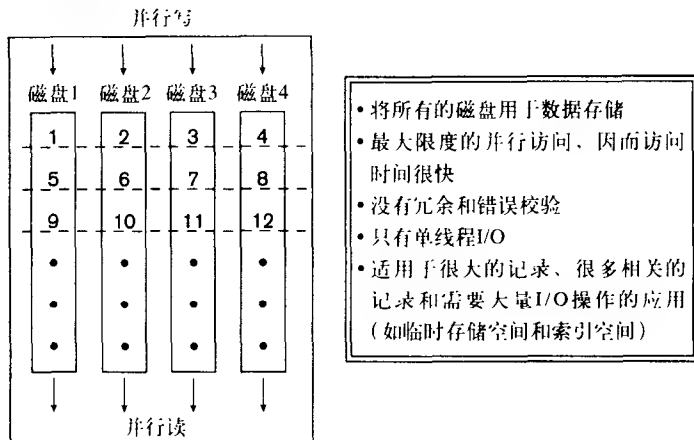 并行写
磁盘1 磁盘2 磁盘3 磁盘4
1 2 3 4
5 6 7 8
9 10 11 12
并行读
• 将所有的磁盘用于数据存储
• 最大限度的并行访问、因而访问
时间很快
• 没有冗余和错误校验
• 只有单线程I/O
• 适用于很大的记录、很多相关的
记录和需要大量I/O操作的应用
(如临时存储空间和索引空间)